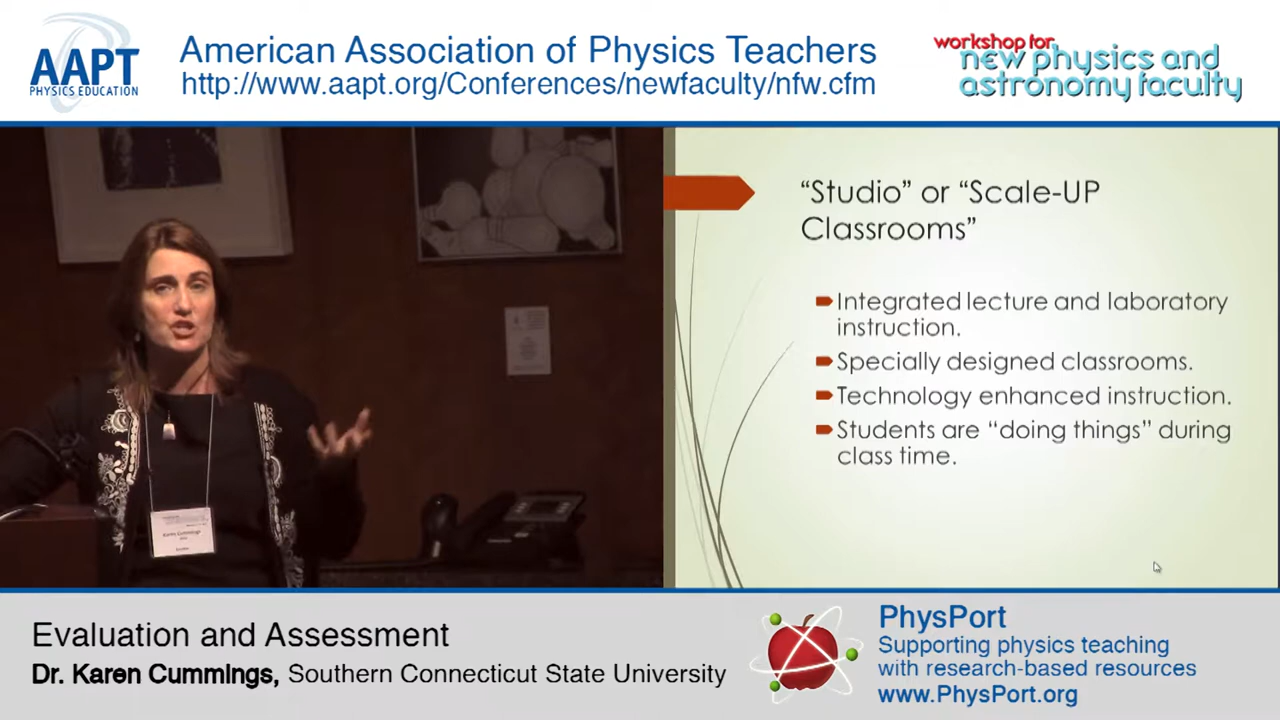 AAPT
PHYSICS EDUCATION
American Association of Physics Teachers
http://www.aapt.org/Conferences/newfaculty/nfw.cfm
workshop for
new physics and
astronomy faculty
“Studio” or “Scale-UP
Classrooms”
Integrated lecture and laboratory
instruction.
Specially designed classrooms.
Technology enhanced instruction.
Students are “doing things” during
class time.
Karen Cummings
Evaluation and Assessment
Dr. Karen Cummings, Southern Connecticut State University
PhysPort
Supporting physics teaching
with research-based resources
www.PhysPort.org